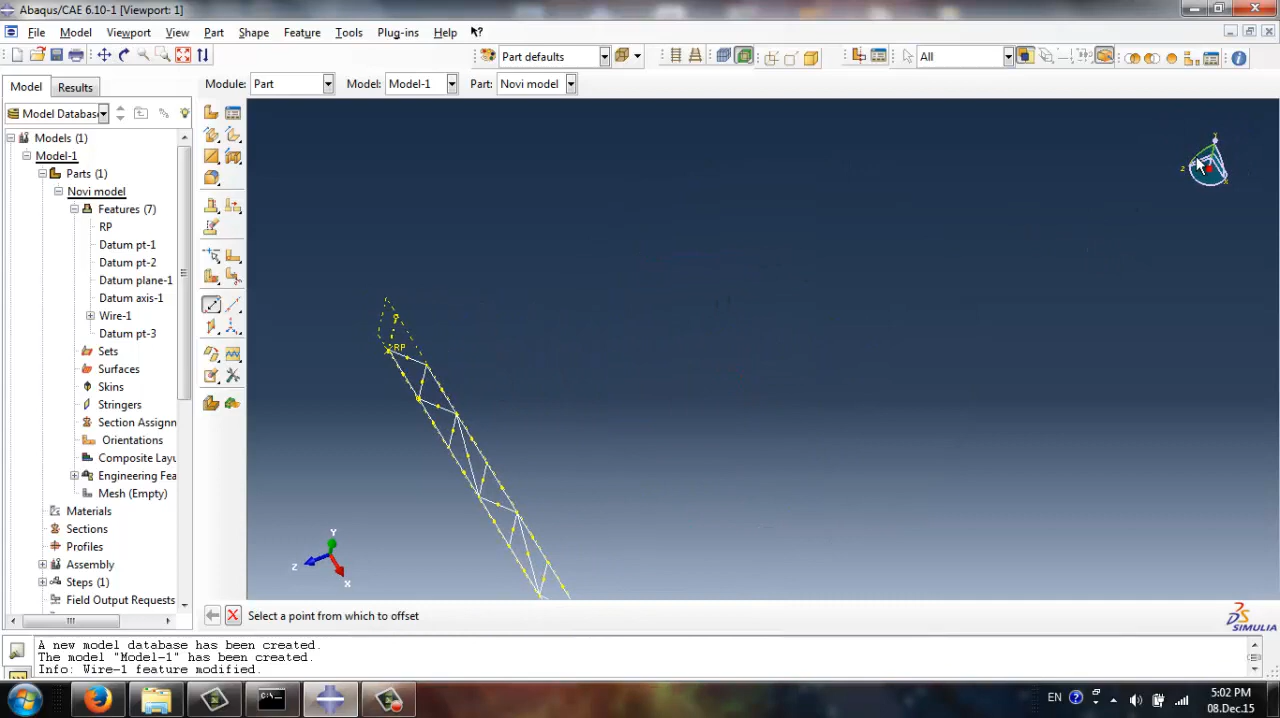 Abaqus/CAE 6.10-1 [Viewport: 1]
File Model Viewport View Part Shape Feature Tools Plug-ins Help
Part defaults All
Model Results Module: Part Model: Model-1 Part: Novi model
Model Databas
Models (1)
Model-1
Parts (1)
Novi model
Features (7)
RP
Datum pt-1
Datum pt-2
Datum plane-1
Datum axis-1
Wire-1
Datum pt-3
Sets
Surfaces
Skins
Stringers
Section Assignn
Orientations
Composite Layu
Engineering Fea
Mesh (Empty)
Materials
Sections
Profiles
Assembly
Steps (1)
Field Output Requests
Y
Z
X
RP
Y
Z
X
Select a point from which to offset
SIMULIA
A new model database has been created.
The model "Model-1" has been created.
Info: Wire-1 feature modified.
EN 5:02 PM
08.Dec.15